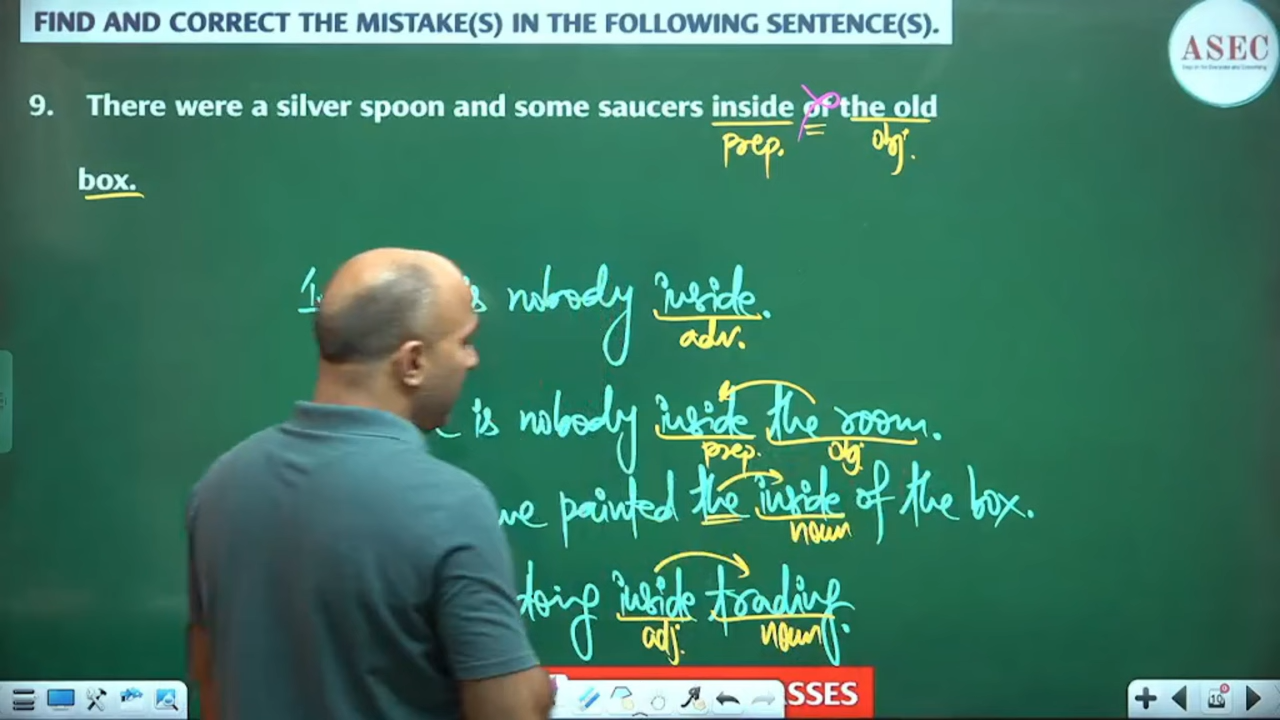 FIND AND CORRECT THE MISTAKE(S) IN THE FOLLOWING SENTENCE(S).
ASEC
9. There were a silver spoon and some saucers inside of the old
prep. obj.
box.
1. is nobody inside.
adv.
is nobody inside the room.
prep. obj.
painted the inside of the box.
noun
inside trading.
adj. noun